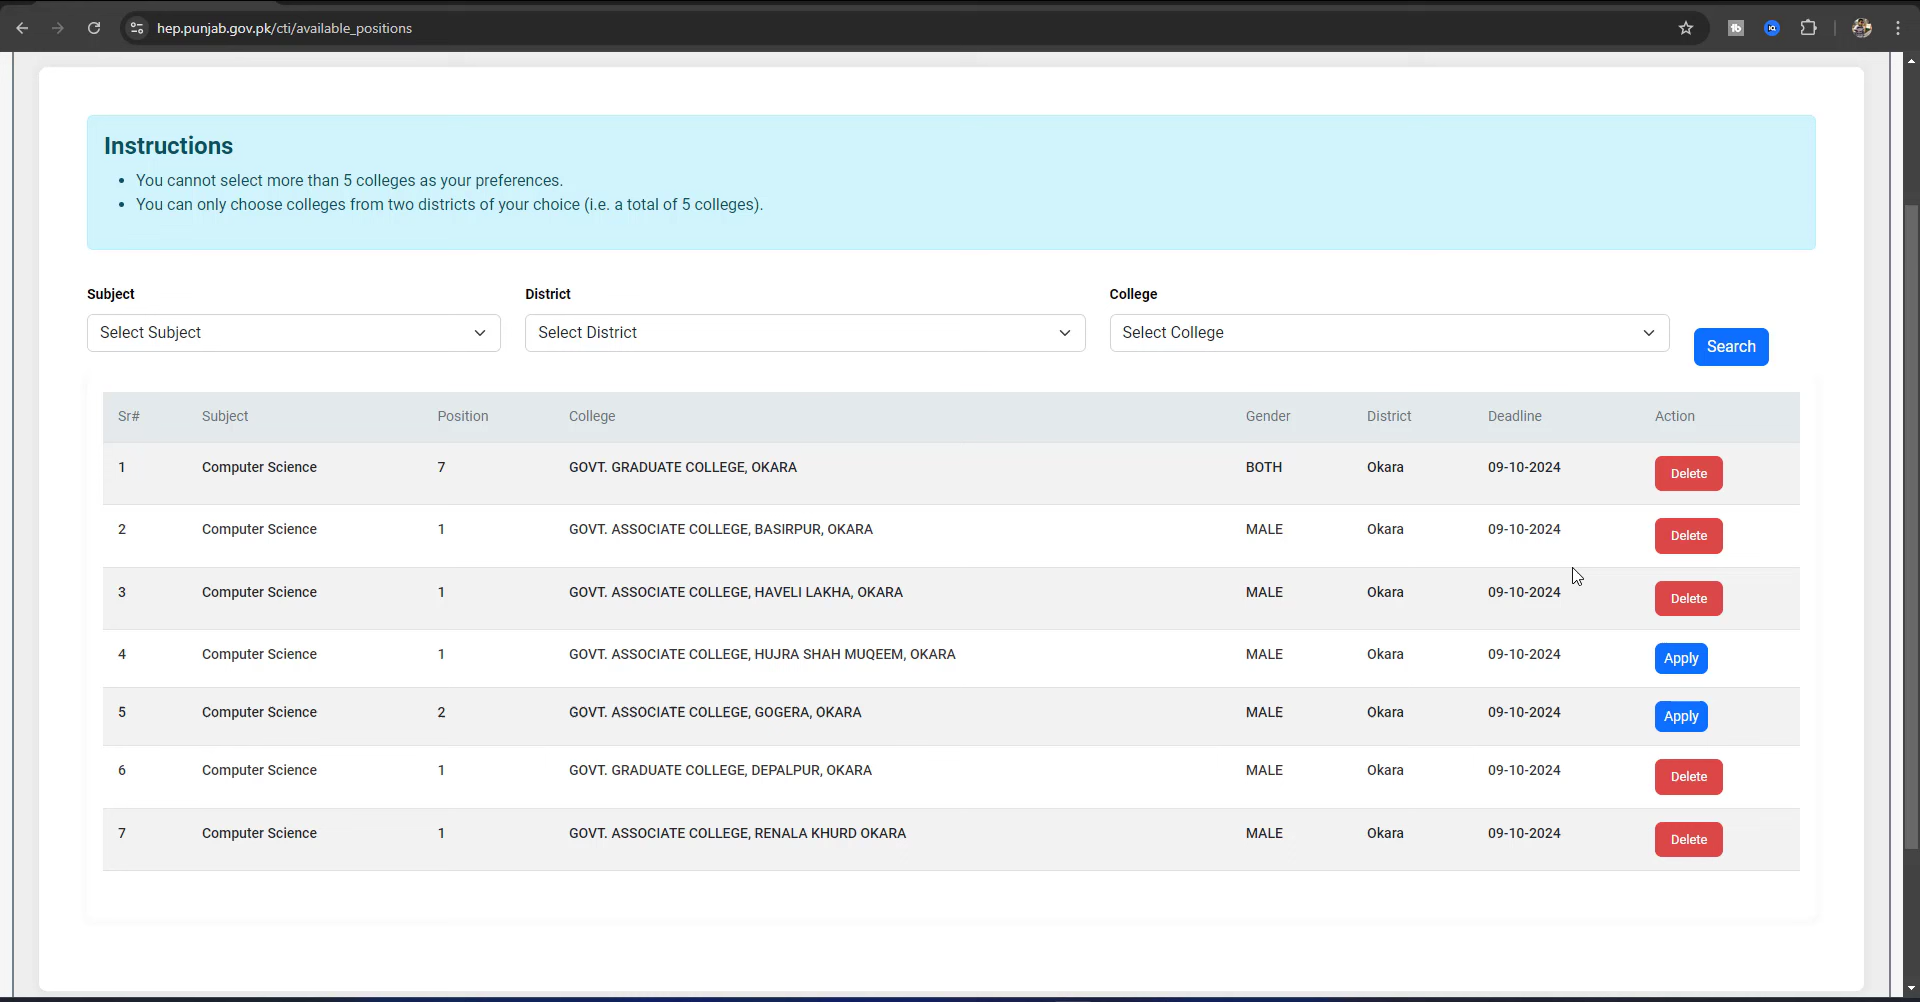 hep.punjab.gov.pk/cti/available_positions
Instructions
• You cannot select more than 5 colleges as your preferences.
• You can only choose colleges from two districts of your choice (i.e. a total of 5 colleges).
Subject District College
Select Subject Select District Select College
Search
Sr# Subject Position College Gender District Deadline Action
1 Computer Science 7 GOVT. GRADUATE COLLEGE, OKARA BOTH Okara 09-10-2024 Delete
2 Computer Science 1 GOVT. ASSOCIATE COLLEGE, BASIRPUR, OKARA MALE Okara 09-10-2024 Delete
3 Computer Science 1 GOVT. ASSOCIATE COLLEGE, HAVELI LAKHA, OKARA MALE Okara 09-10-2024 Delete
4 Computer Science 1 GOVT. ASSOCIATE COLLEGE, HUJRA SHAH MUQEEM, OKARA MALE Okara 09-10-2024 Apply
5 Computer Science 2 GOVT. ASSOCIATE COLLEGE, GOGERA, OKARA MALE Okara 09-10-2024 Apply
6 Computer Science 1 GOVT. GRADUATE COLLEGE, DEPALPUR, OKARA MALE Okara 09-10-2024 Delete
7 Computer Science 1 GOVT. ASSOCIATE COLLEGE, RENALA KHURD OKARA MALE Okara 09-10-2024 Delete